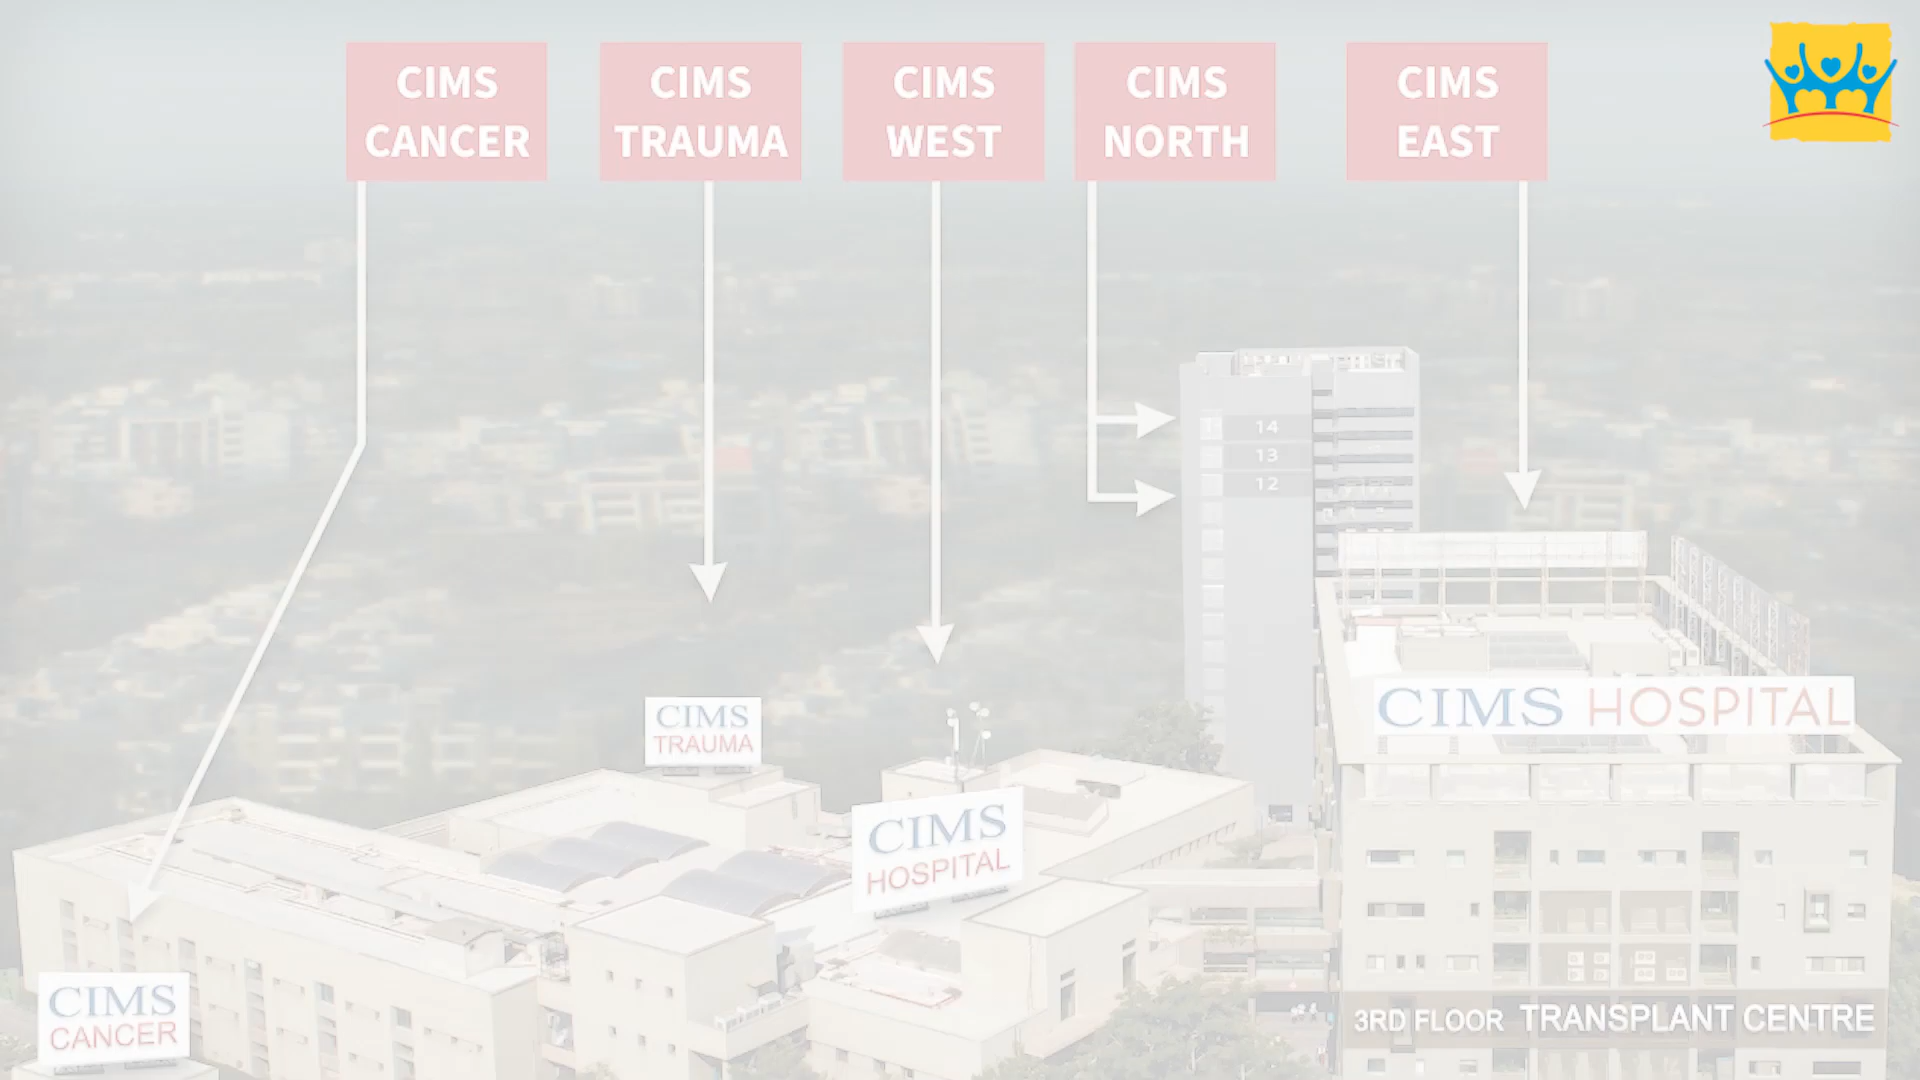 CIMS
CANCER
CIMS
TRAUMA
CIMS
WEST
CIMS
NORTH
CIMS
EAST
14
13
12
CIMS
TRAUMA
CIMS HOSPITAL
CIMS
HOSPITAL
CIMS
CANCER
3RD FLOOR TRANSPLANT CENTRE